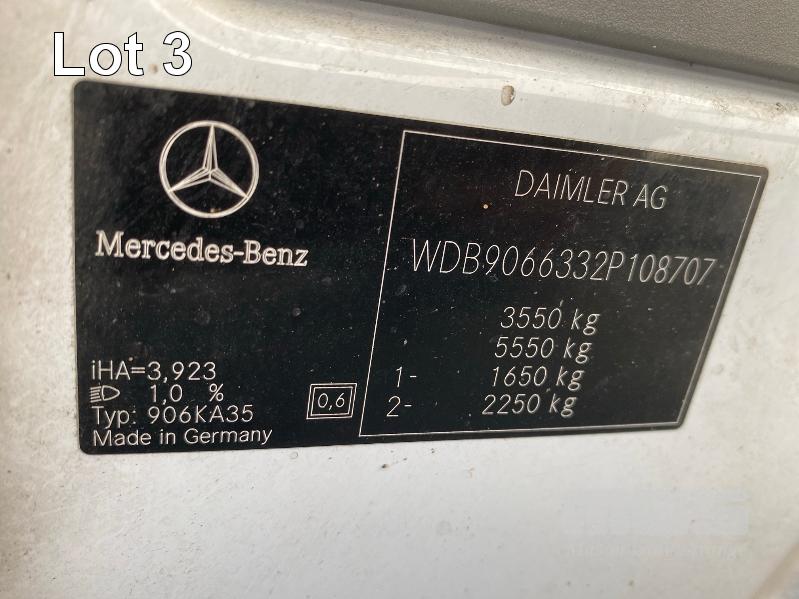 Lot 3
Mercedes-Benz
iHA=3,923
1,0 %
Typ: 906KA35
Made in Germany
0,6
DAIMLER AG
WDB9066332P108707
3550 kg
5550 kg
1- 1650 kg
2- 2250 kg